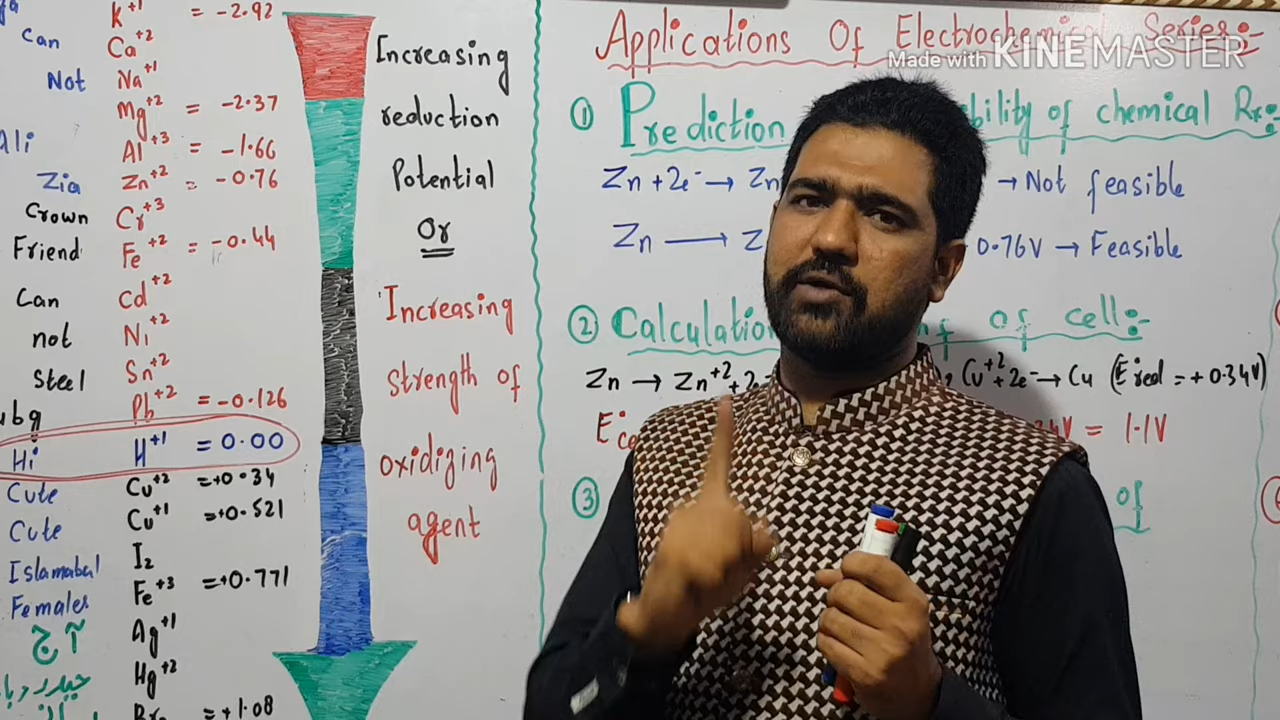 K+1 = -2.92
Can Ca+2
Not Na+1
Mg+2 = -2.37
Ali Al+3 = -1.66
Zia Zn+2 = -0.76
Crown Cr+3
Friend Fe+2 = -0.44
Can Cd+2
not Ni+2
Steel Sn+2
Pb+2 = -0.126
Hi H+1 = 0.00
Cute Cu+2 = +0.34
Cute Cu+1 = +0.521
Islamabad I2
Females Fe+3 = +0.771
آ ج Ag+1
Hg+2
= +1.08
Increasing
reduction
Potential
Or
Increasing
strength of
oxidizing
agent
Applications Of Electrochemical Series:-
Made with KINEMASTER
① Prediction of chemical Rx:-
Zn + 2e- → Zn → Not feasible
Zn → 0.76V → Feasible
② Calculation of cell:-
Zn → Zn+2 + 2 Cu+2 + 2e- → Cu (Ered = +0.34V)
= 1.1V
③ of